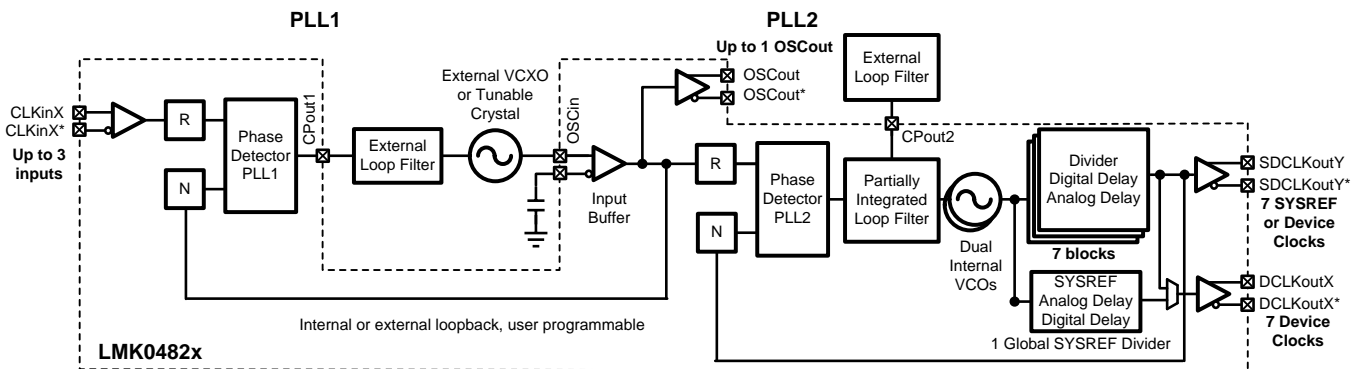 PLL1
PLL2
Up to 1 OSCout
External
Loop Filter
External VCXO
or Tunable
Crystal
OSCout
OSCout*
CLKinX
CLKinX*
Up to 3
inputs
R
N
Phase
Detector
PLL1
CPout1
External
Loop Filter
OSCin
Input
Buffer
R
N
Phase
Detector
PLL2
CPout2
Partially
Integrated
Loop Filter
Dual
Internal
VCOs
Divider
Digital Delay
Analog Delay
7 blocks
SYSREF
Analog Delay
Digital Delay
1 Global SYSREF Divider
SDCLKoutY
SDCLKoutY*
7 SYSREF
or Device
Clocks
DCLKoutX
DCLKoutX*
7 Device
Clocks
Internal or external loopback, user programmable
LMK0482x